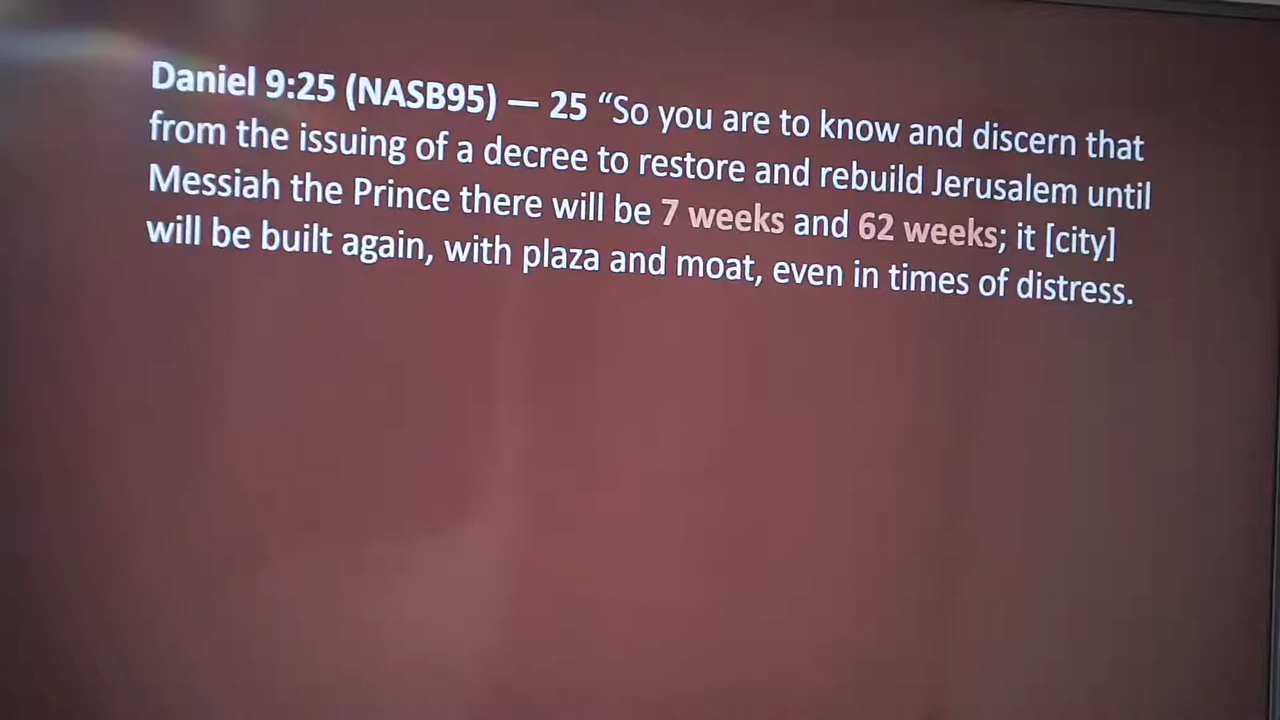 Daniel 9:25 (NASB95) — 25 “So you are to know and discern that
from the issuing of a decree to restore and rebuild Jerusalem until
Messiah the Prince there will be 7 weeks and 62 weeks; it [city]
will be built again, with plaza and moat, even in times of distress.